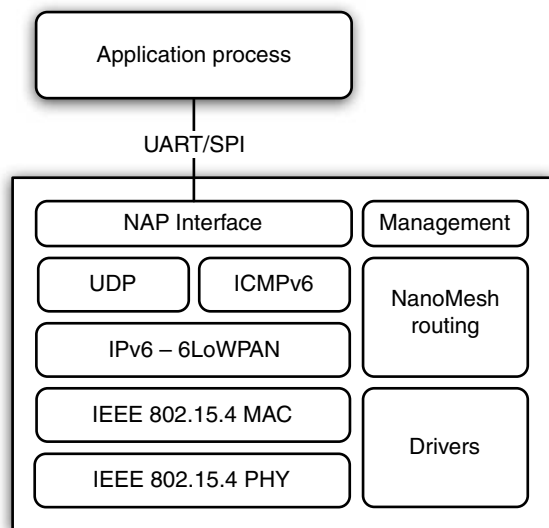 Application process
UART/SPI
NAP Interface
Management
UDP
ICMPv6
NanoMesh
routing
IPv6 – 6LoWPAN
IEEE 802.15.4 MAC
Drivers
IEEE 802.15.4 PHY